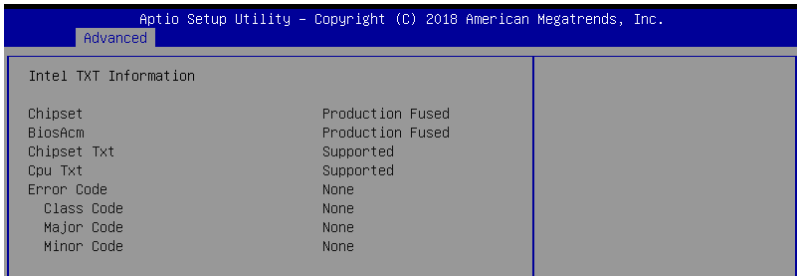 Aptio Setup Utility – Copyright (C) 2018 American Megatrends, Inc.
Advanced
Intel TXT Information
Chipset Production Fused
BiosAcm Production Fused
Chipset Txt Supported
Cpu Txt Supported
Error Code None
Class Code None
Major Code None
Minor Code None